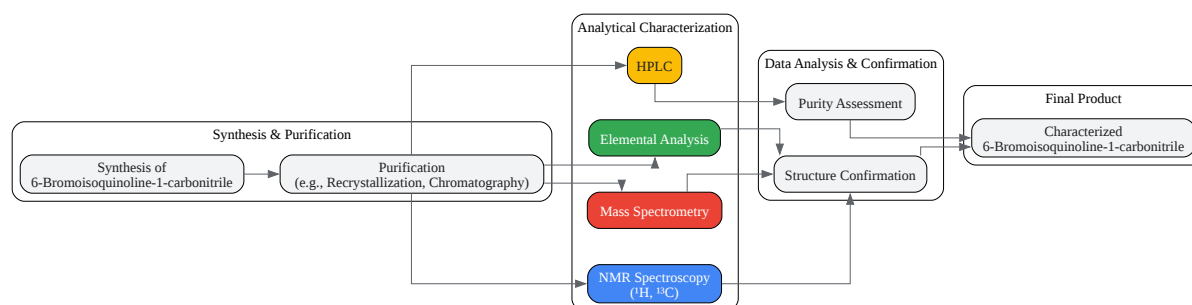 Analytical Characterization
HPLC
Data Analysis & Confirmation
Purity Assessment
Final Product
Synthesis & Purification
Elemental Analysis
Characterized
6-Bromoisoquinoline-1-carbonitrile
Synthesis of
6-Bromoisoquinoline-1-carbonitrile
Purification
(e.g., Recrystallization, Chromatography)
Structure Confirmation
Mass Spectrometry
NMR Spectroscopy
(¹H, ¹³C)